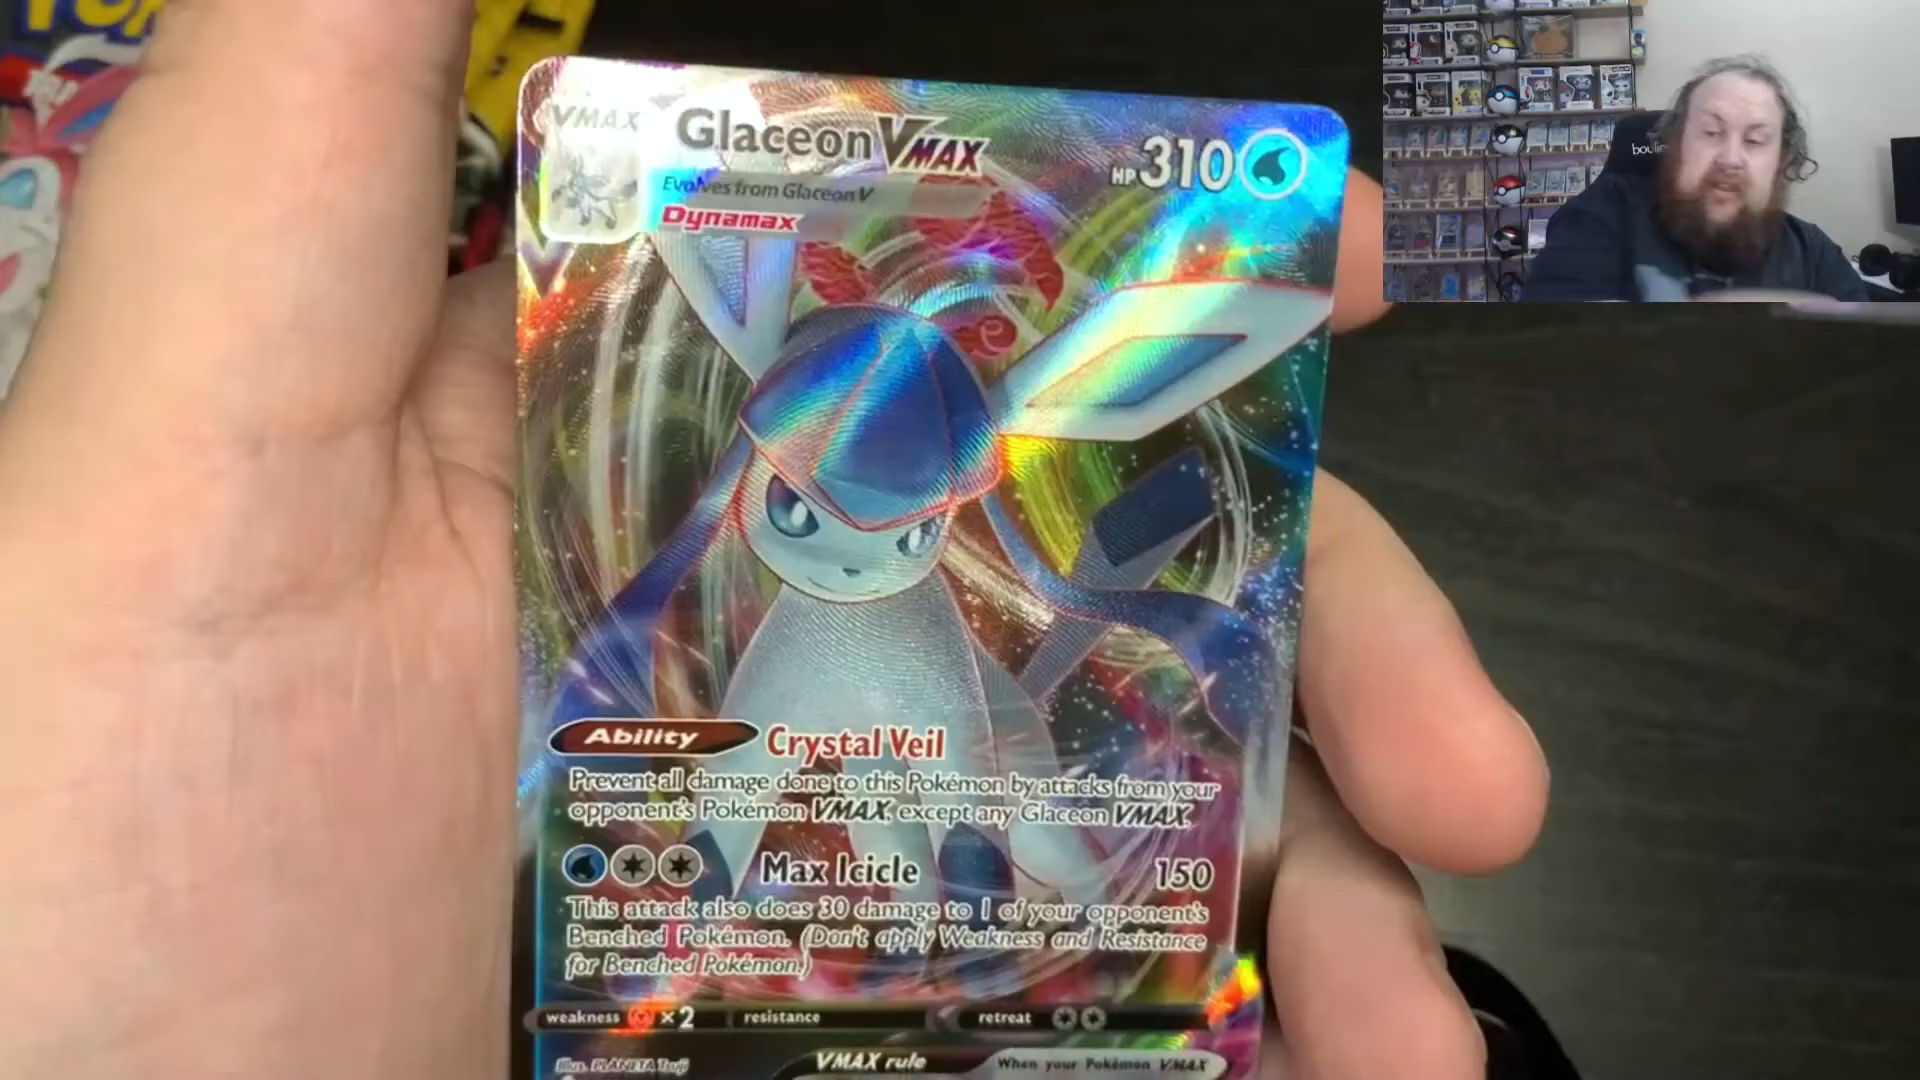 VMAX
Glaceon VMAX
HP 310
Evolves from Glaceon V
Dynamax
Ability Crystal Veil
Prevent all damage done to this Pokémon by attacks from your
opponent's Pokémon VMAX, except any Glaceon VMAX.
Max Icicle 150
This attack also does 30 damage to 1 of your opponent's
Benched Pokémon. (Don't apply Weakness and Resistance
for Benched Pokémon.)
weakness ×2 resistance retreat
Illus. PLANETA Tsuji
VMAX rule When your Pokémon VMAX